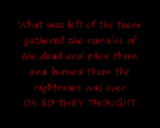 What was left of the team
gathered the remains of
the dead and piled them
and burned them the
nightmare was over
OR SO THEY THOUGHT